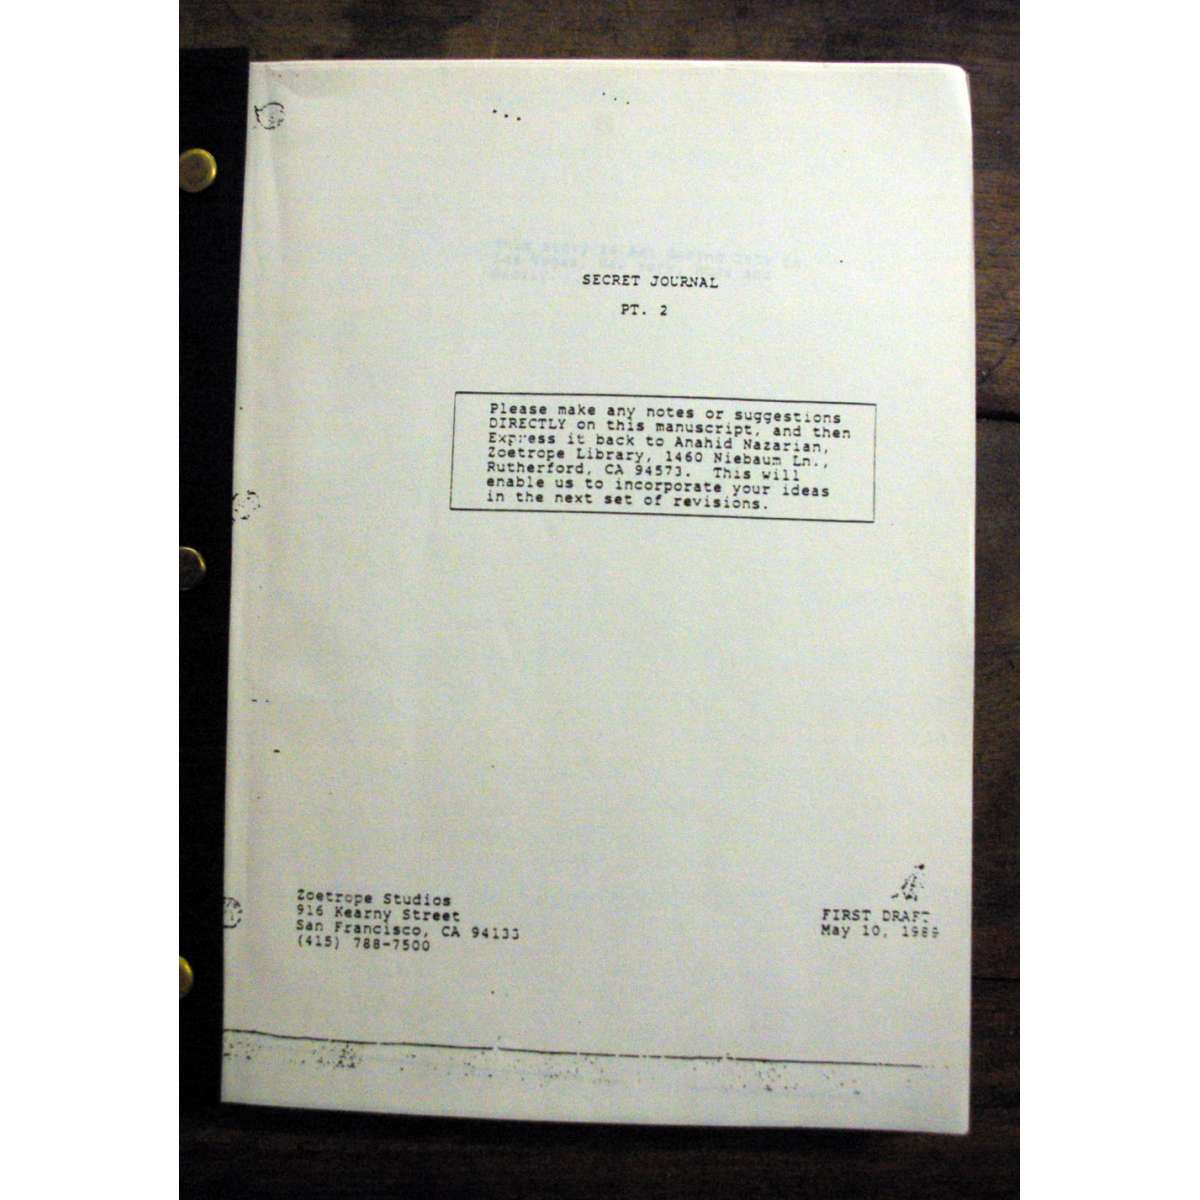 SECRET JOURNAL
PT. 2
Please make any notes or suggestions
DIRECTLY on this manuscript, and then
Express it back to Anahid Nazarian,
Zoetrope Library, 1460 Niebaum Ln.,
Rutherford, CA 94573. This will
enable us to incorporate your ideas
in the next set of revisions.
Zoetrope Studios
916 Kearny Street
San Francisco, CA 94133
(415) 788-7500
FIRST DRAFT
May 10, 1989